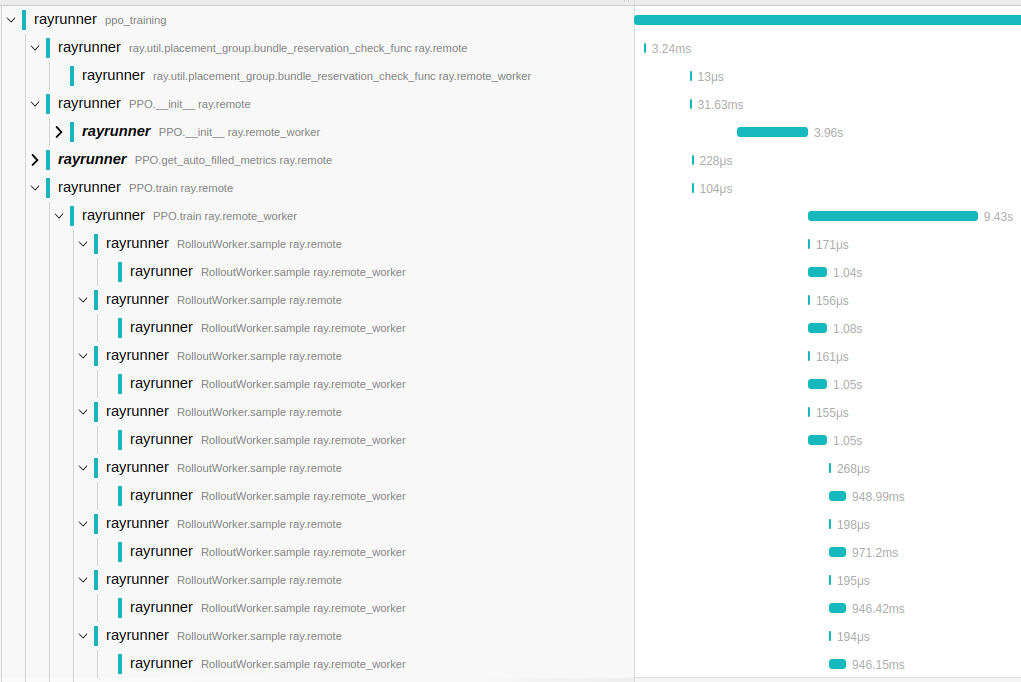 rayrunner ppo_training
rayrunner ray.util.placement_group.bundle_reservation_check_func ray.remote 3.24ms
rayrunner ray.util.placement_group.bundle_reservation_check_func ray.remote_worker 13μs
rayrunner PPO.__init__ ray.remote 31.63ms
rayrunner PPO.__init__ ray.remote_worker 3.96s
rayrunner PPO.get_auto_filled_metrics ray.remote 228μs
rayrunner PPO.train ray.remote 104μs
rayrunner PPO.train ray.remote_worker 9.43s
rayrunner RolloutWorker.sample ray.remote 171μs
rayrunner RolloutWorker.sample ray.remote_worker 1.04s
rayrunner RolloutWorker.sample ray.remote 156μs
rayrunner RolloutWorker.sample ray.remote_worker 1.08s
rayrunner RolloutWorker.sample ray.remote 161μs
rayrunner RolloutWorker.sample ray.remote_worker 1.05s
rayrunner RolloutWorker.sample ray.remote 155μs
rayrunner RolloutWorker.sample ray.remote_worker 1.05s
rayrunner RolloutWorker.sample ray.remote 268μs
rayrunner RolloutWorker.sample ray.remote_worker 948.99ms
rayrunner RolloutWorker.sample ray.remote 198μs
rayrunner RolloutWorker.sample ray.remote_worker 971.2ms
rayrunner RolloutWorker.sample ray.remote 195μs
rayrunner RolloutWorker.sample ray.remote_worker 946.42ms
rayrunner RolloutWorker.sample ray.remote 194μs
rayrunner RolloutWorker.sample ray.remote_worker 946.15ms